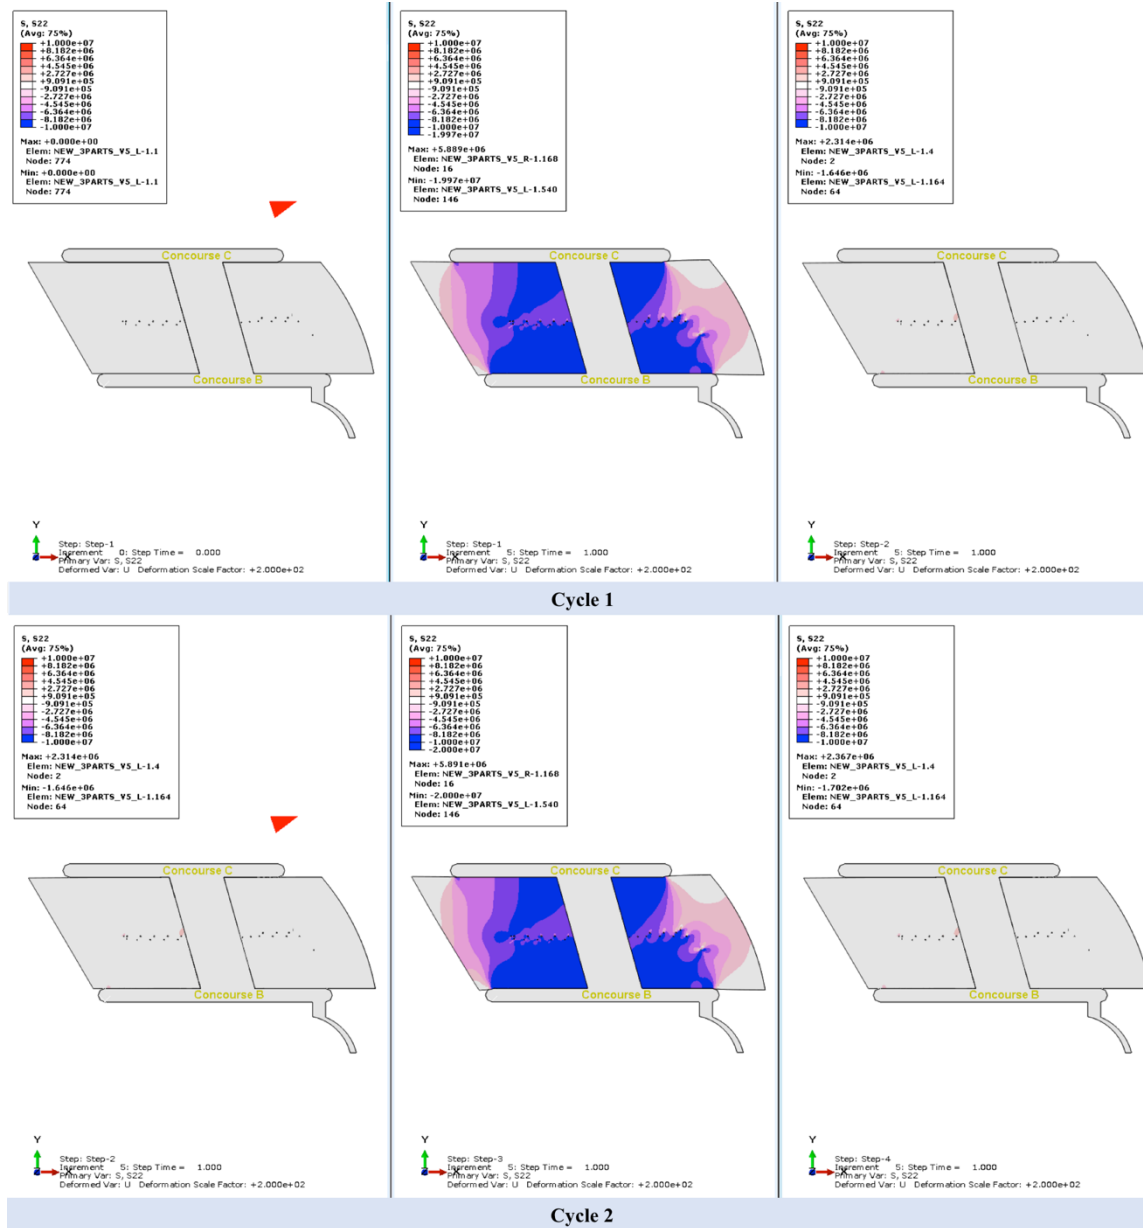 S, S22
(Avg: 75%)
+1.000e+07
+8.182e+06
+6.364e+06
+4.545e+06
+2.727e+06
+9.091e+05
-9.091e+05
-2.727e+06
-4.545e+06
-6.364e+06
-8.182e+06
-1.000e+07
Max: +0.000e+00
Elem: NEW_3PARTS_V5_L-1.1
Node: 774
Min: +0.000e+00
Elem: NEW_3PARTS_V5_L-1.1
Node: 774
Concourse C
Concourse B
Y
X
Step: Step-1
Increment 0: Step Time = 0.000
Primary Var: S, S22
Deformed Var: U Deformation Scale Factor: +2.000e+02
S, S22
(Avg: 75%)
+1.000e+07
+8.182e+06
+6.364e+06
+4.545e+06
+2.727e+06
+9.091e+05
-9.091e+05
-2.727e+06
-4.545e+06
-6.364e+06
-8.182e+06
-1.000e+07
-1.997e+07
Max: +5.889e+06
Elem: NEW_3PARTS_V5_R-1.168
Node: 16
Min: -1.997e+07
Elem: NEW_3PARTS_V5_L-1.540
Node: 146
Concourse C
Concourse B
Y
X
Step: Step-1
Increment 5: Step Time = 1.000
Primary Var: S, S22
Deformed Var: U Deformation Scale Factor: +2.000e+02
S, S22
(Avg: 75%)
+1.000e+07
+8.182e+06
+6.364e+06
+4.545e+06
+2.727e+06
+9.091e+05
-9.091e+05
-2.727e+06
-4.545e+06
-6.364e+06
-8.182e+06
-1.000e+07
Max: +2.314e+06
Elem: NEW_3PARTS_V5_L-1.4
Node: 2
Min: -1.646e+06
Elem: NEW_3PARTS_V5_L-1.164
Node: 64
Concourse C
Concourse B
Y
X
Step: Step-2
Increment 5: Step Time = 1.000
Primary Var: S, S22
Deformed Var: U Deformation Scale Factor: +2.000e+02
Cycle 1
S, S22
(Avg: 75%)
+1.000e+07
+8.182e+06
+6.364e+06
+4.545e+06
+2.727e+06
+9.091e+05
-9.091e+05
-2.727e+06
-4.545e+06
-6.364e+06
-8.182e+06
-1.000e+07
Max: +2.314e+06
Elem: NEW_3PARTS_V5_L-1.4
Node: 2
Min: -1.646e+06
Elem: NEW_3PARTS_V5_L-1.164
Node: 64
Concourse C
Concourse B
Y
X
Step: Step-2
Increment 5: Step Time = 1.000
Primary Var: S, S22
Deformed Var: U Deformation Scale Factor: +2.000e+02
S, S22
(Avg: 75%)
+1.000e+07
+8.182e+06
+6.364e+06
+4.545e+06
+2.727e+06
+9.091e+05
-9.091e+05
-2.727e+06
-4.545e+06
-6.364e+06
-8.182e+06
-1.000e+07
-2.000e+07
Max: +5.891e+06
Elem: NEW_3PARTS_V5_R-1.168
Node: 16
Min: -2.000e+07
Elem: NEW_3PARTS_V5_L-1.540
Node: 146
Concourse C
Concourse B
Y
X
Step: Step-3
Increment 5: Step Time = 1.000
Primary Var: S, S22
Deformed Var: U Deformation Scale Factor: +2.000e+02
S, S22
(Avg: 75%)
+1.000e+07
+8.182e+06
+6.364e+06
+4.545e+06
+2.727e+06
+9.091e+05
-9.091e+05
-2.727e+06
-4.545e+06
-6.364e+06
-8.182e+06
-1.000e+07
Max: +2.367e+06
Elem: NEW_3PARTS_V5_L-1.4
Node: 2
Min: -1.702e+06
Elem: NEW_3PARTS_V5_L-1.164
Node: 64
Concourse C
Concourse B
Y
X
Step: Step-4
Increment 5: Step Time = 1.000
Primary Var: S, S22
Deformed Var: U Deformation Scale Factor: +2.000e+02
Cycle 2